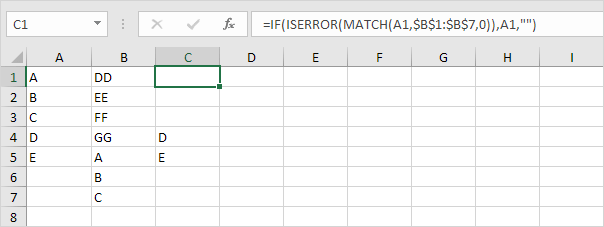 C1 fx =IF(ISERROR(MATCH(A1,$B$1:$B$7,0)),A1,"")
A B C D E F G H I
1 A DD
2 B EE
3 C FF
4 D GG D
5 E A E
6 B
7 C
8